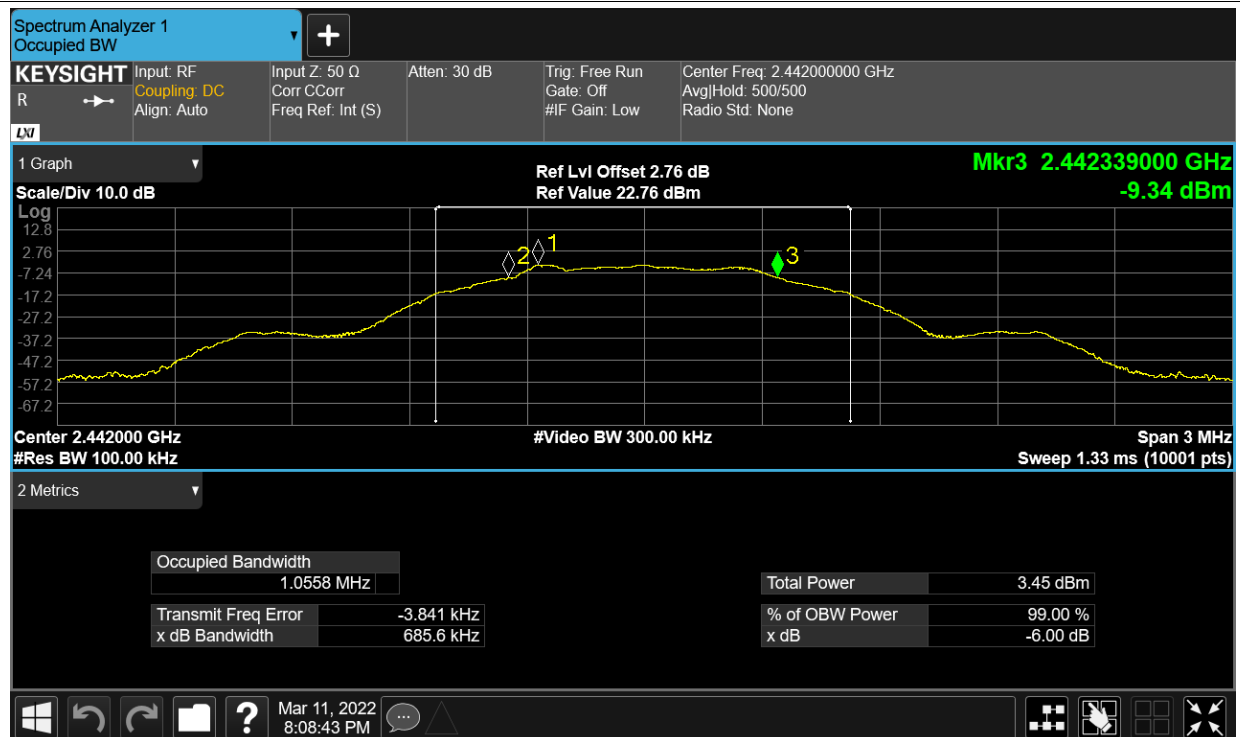 Spectrum Analyzer 1
Occupied BW
KEYSIGHT
R
LXI
Input: RF
Coupling: DC
Align: Auto
Input Z: 50 Ω
Corr CCorr
Freq Ref: Int (S)
Atten: 30 dB
Trig: Free Run
Gate: Off
#IF Gain: Low
Center Freq: 2.442000000 GHz
Avg|Hold: 500/500
Radio Std: None
1 Graph
Scale/Div 10.0 dB
Ref Lvl Offset 2.76 dB
Ref Value 22.76 dBm
Mkr3 2.442339000 GHz
-9.34 dBm
Log
12.8
2.76
-7.24
-17.2
-27.2
-37.2
-47.2
-57.2
-67.2
2
1
3
Center 2.442000 GHz
#Video BW 300.00 kHz
Span 3 MHz
#Res BW 100.00 kHz
Sweep 1.33 ms (10001 pts)
2 Metrics
Occupied Bandwidth
1.0558 MHz
Total Power 3.45 dBm
Transmit Freq Error -3.841 kHz
% of OBW Power 99.00 %
x dB Bandwidth 685.6 kHz
x dB -6.00 dB
?
Mar 11, 2022
8:08:43 PM